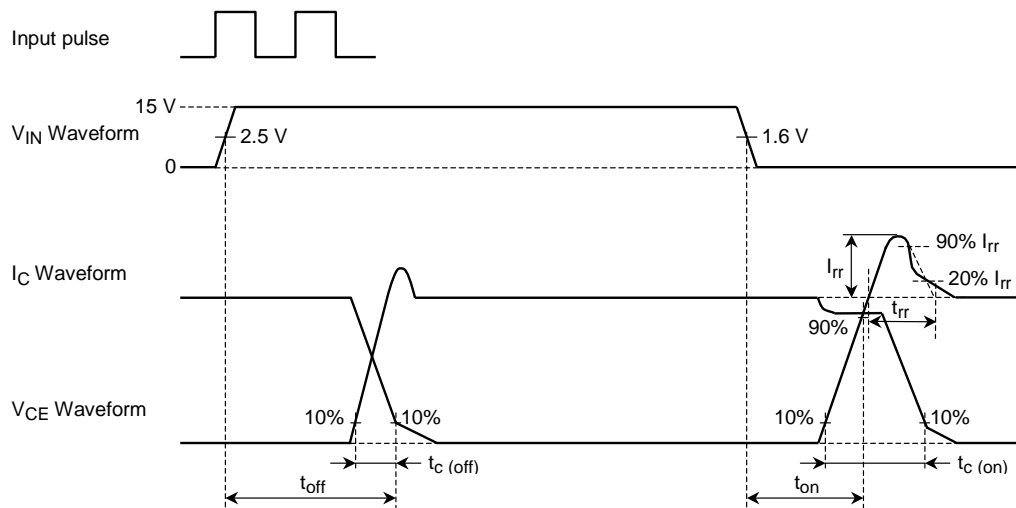 Input pulse
15 V
V_IN Waveform
2.5 V
1.6 V
0
90% I_rr
I_C Waveform
I_rr
20% I_rr
t_rr
90%
V_CE Waveform
10%
10%
10%
10%
t_c (off)
t_c (on)
t_off
t_on